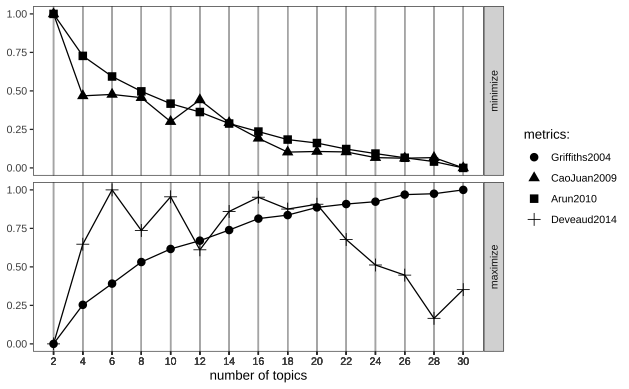 1.00
0.75
0.50
0.25
0.00
minimize
1.00
0.75
0.50
0.25
0.00
maximize
2 4 6 8 10 12 14 16 18 20 22 24 26 28 30
number of topics
metrics:
Griffiths2004
CaoJuan2009
Arun2010
Deveaud2014